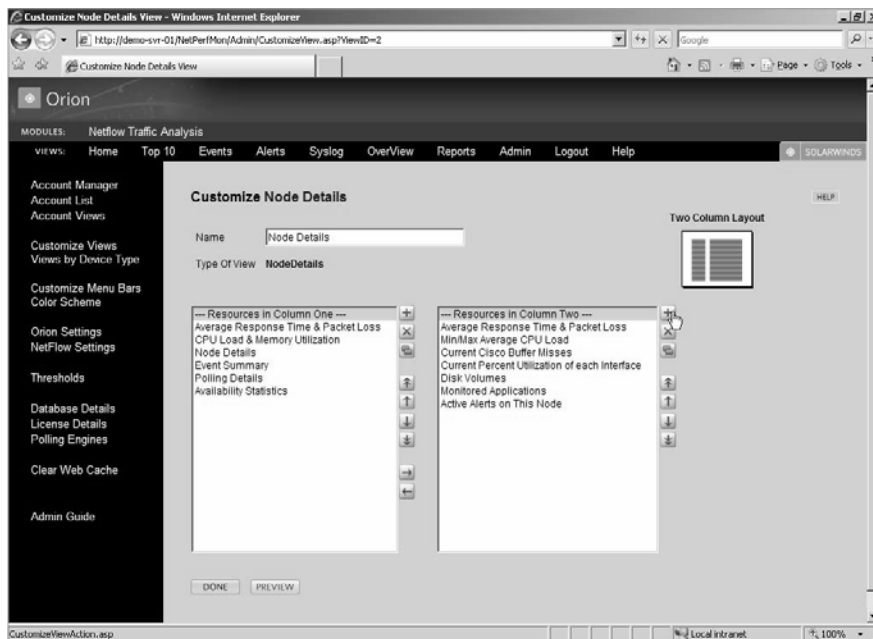 Customize Node Details View - Windows Internet Explorer
http://demo-svr-01/NetPerfMon/Admin/CustomizeView.asp?ViewID=2
Google
Customize Node Details View
Page
Tools
Orion
MODULES: Netflow Traffic Analysis
VIEWS: Home Top 10 Events Alerts Syslog OverView Reports Admin Logout Help
SOLARWINDS
Account Manager
Account List
Account Views
Customize Views
Views by Device Type
Customize Menu Bars
Color Scheme
Orion Settings
NetFlow Settings
Thresholds
Database Details
License Details
Polling Engines
Clear Web Cache
Admin Guide
Customize Node Details
HELP
Two Column Layout
Name Node Details
Type Of View NodeDetails
--- Resources in Column One ---
Average Response Time & Packet Loss
CPU Load & Memory Utilization
Node Details
Event Summary
Polling Details
Availability Statistics
--- Resources in Column Two ---
Average Response Time & Packet Loss
Min/Max Average CPU Load
Current Cisco Buffer Misses
Current Percent Utilization of each Interface
Disk Volumes
Monitored Applications
Active Alerts on This Node
DONE PREVIEW
CustomizeViewAction.asp
Local intranet
100%